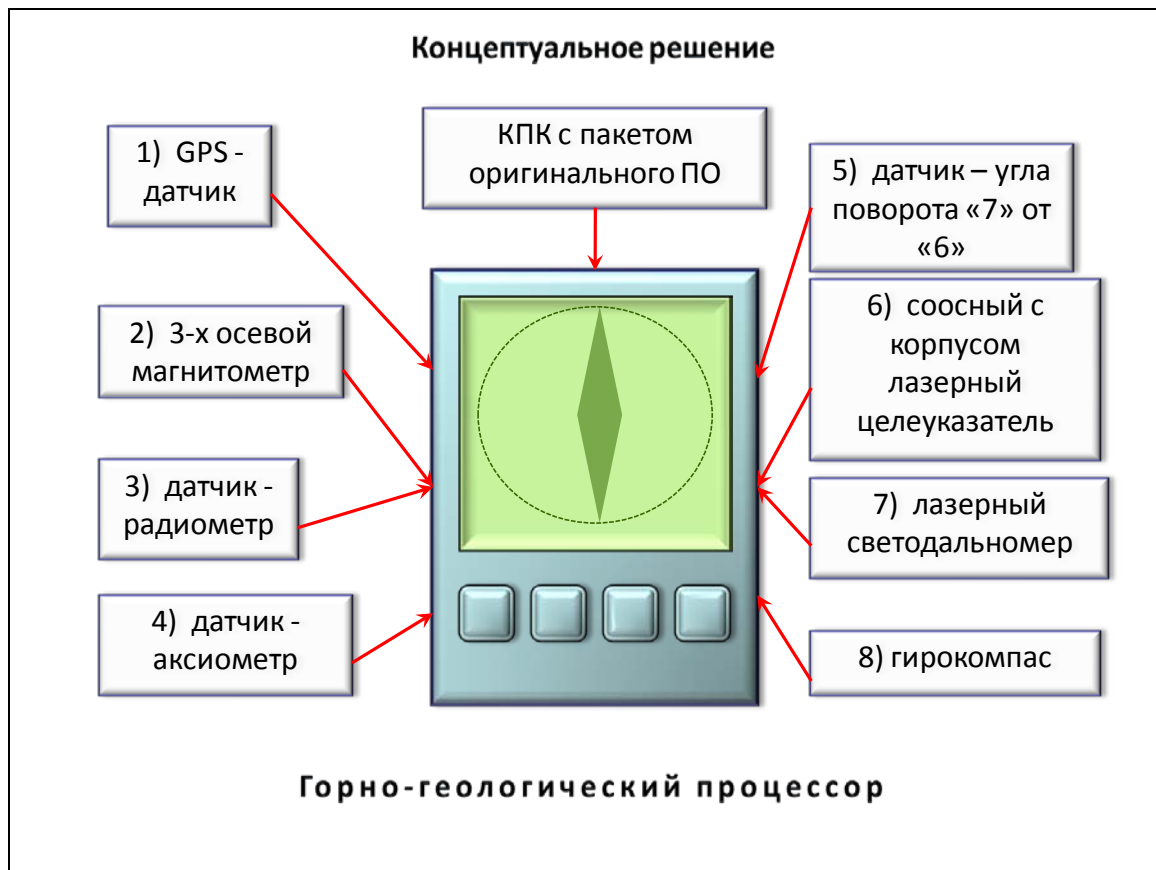 Концептуальное решение
КПК с пакетом
оригинального ПО
1) GPS -
датчик
2) 3-х осевой
магнитометр
3) датчик -
радиометр
4) датчик -
аксиометр
5) датчик – угла
поворота «7» от
«6»
6) соосный с
корпусом
лазерный
целеуказатель
7) лазерный
светодальномер
8) гирокомпас
Горно-геологический процессор